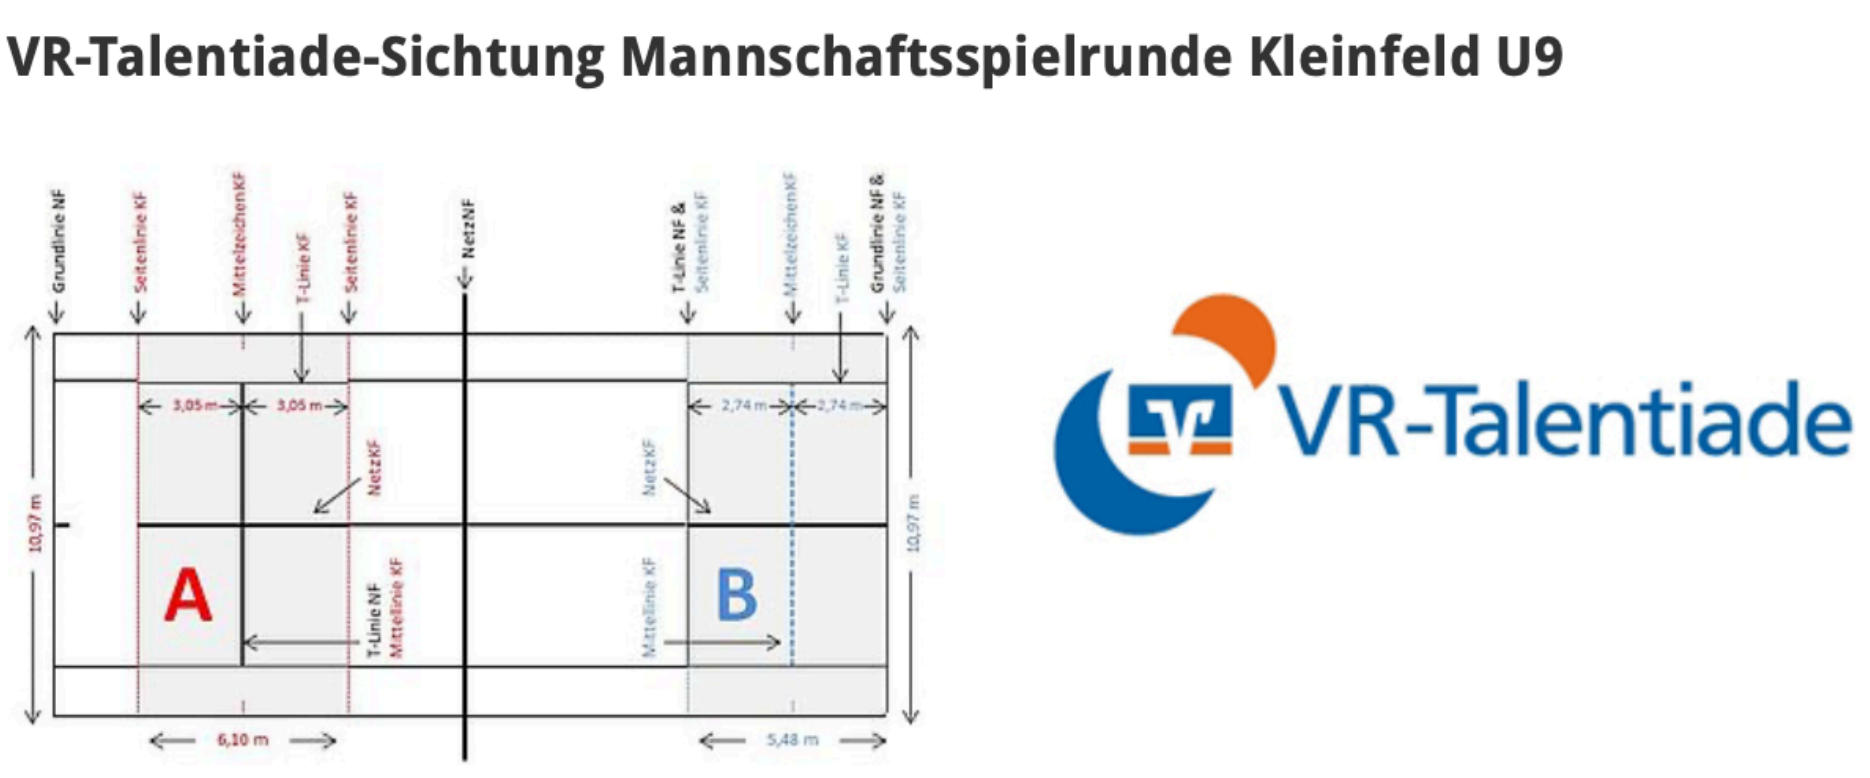 VR-Talentiade-Sichtung Mannschaftsspielrunde Kleinfeld U9
Grundlinie NF
Seitenlinie KF
Mittelzeichen KF
T-Linie KF
Seitenlinie KF
Netz NF
T-Linie NF &
Seitenlinie KF
Mittelzeichen KF
T-Linie KF
Grundlinie NF &
Seitenlinie KF
3,05 m
3,05 m
2,74 m
2,74 m
Netz KF
Netz KF
10,97 m
10,97 m
A
T-Linie NF
Mittellinie KF
Mittellinie KF
B
6,10 m
5,48 m
VR-Talentiade